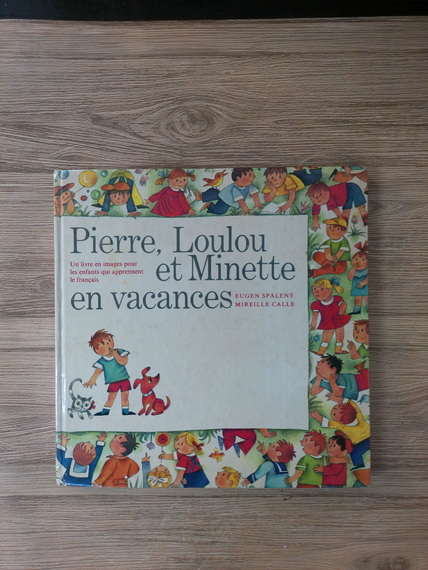 Pierre, Loulou
et Minette
en vacances
Un livre en images pour
les enfants qui apprennent
le français
EUGEN SPÁLENÝ
MIREILLE CALLE